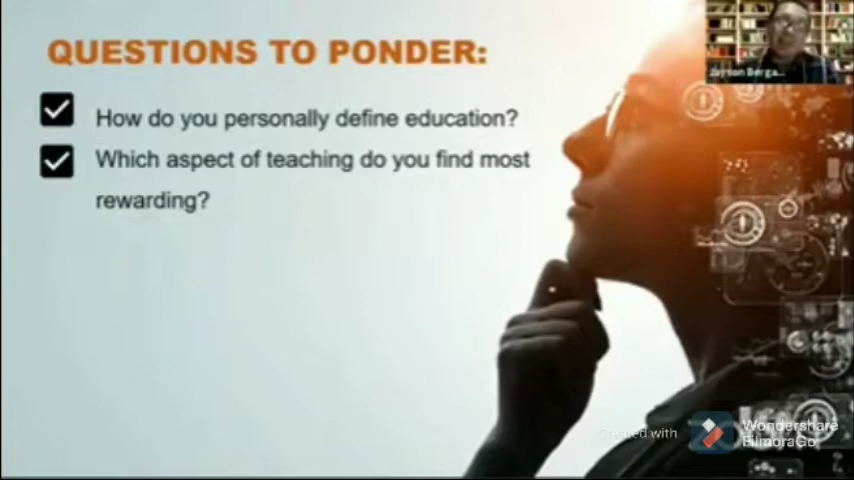 QUESTIONS TO PONDER:
How do you personally define education?
Which aspect of teaching do you find most
rewarding?
Created with
Wondershare
FilmoraGo